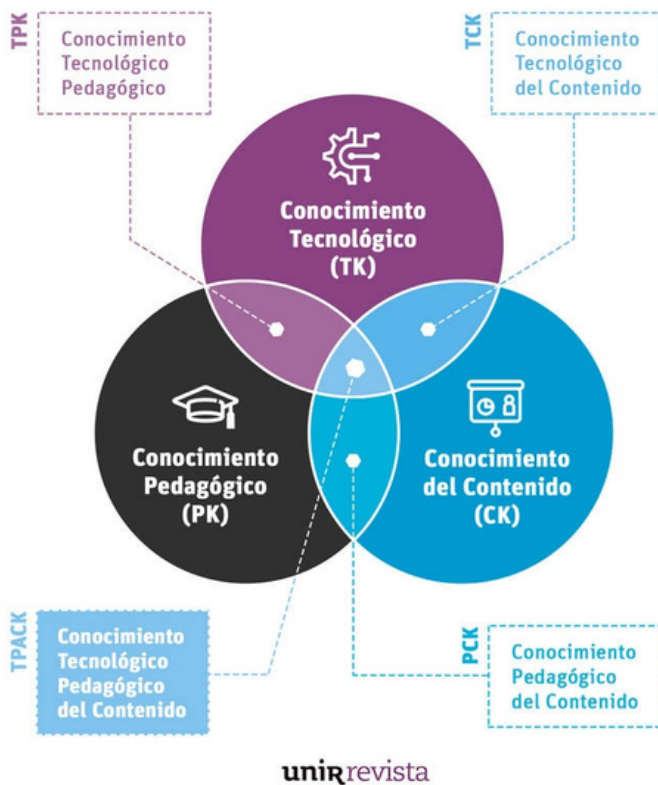 TPK
Conocimiento
Tecnológico
Pedagógico
TCK
Conocimiento
Tecnológico
del Contenido
Conocimiento
Tecnológico
(TK)
Conocimiento
Pedagógico
(PK)
Conocimiento
del Contenido
(CK)
TPACK
Conocimiento
Tecnológico
Pedagógico
del Contenido
PCK
Conocimiento
Pedagógico
del Contenido
unirrevista